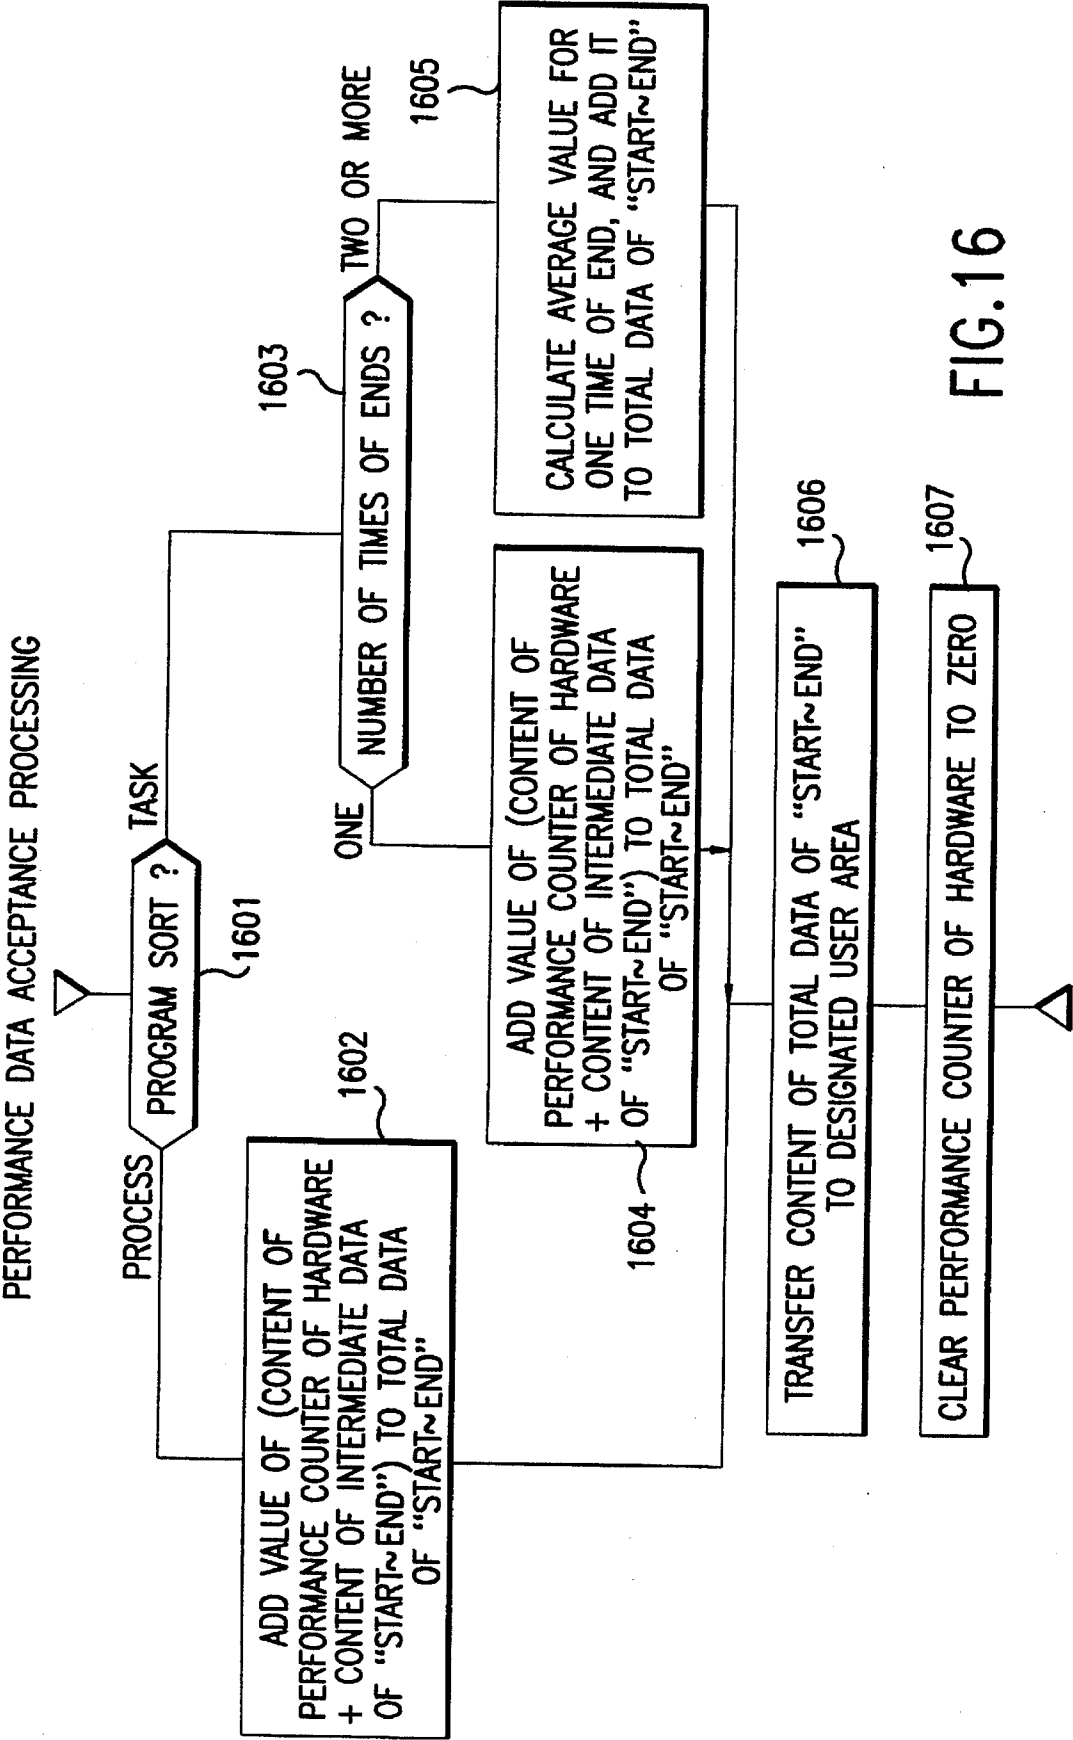 PERFORMANCE DATA ACCEPTANCE PROCESSING
PROGRAM SORT ?
1601
PROCESS
TASK
ADD VALUE OF (CONTENT OF
PERFORMANCE COUNTER OF HARDWARE
+ CONTENT OF INTERMEDIATE DATA
OF “START~END”) TO TOTAL DATA
OF “START~END”
1602
NUMBER OF TIMES OF ENDS ?
1603
ONE
TWO OR MORE
ADD VALUE OF (CONTENT OF
PERFORMANCE COUNTER OF HARDWARE
+ CONTENT OF INTERMEDIATE DATA
OF “START~END”) TO TOTAL DATA
OF “START~END”
1604
CALCULATE AVERAGE VALUE FOR
ONE TIME OF END, AND ADD IT
TO TOTAL DATA OF “START~END”
1605
TRANSFER CONTENT OF TOTAL DATA OF “START~END”
TO DESIGNATED USER AREA
1606
CLEAR PERFORMANCE COUNTER OF HARDWARE TO ZERO
1607
FIG.16